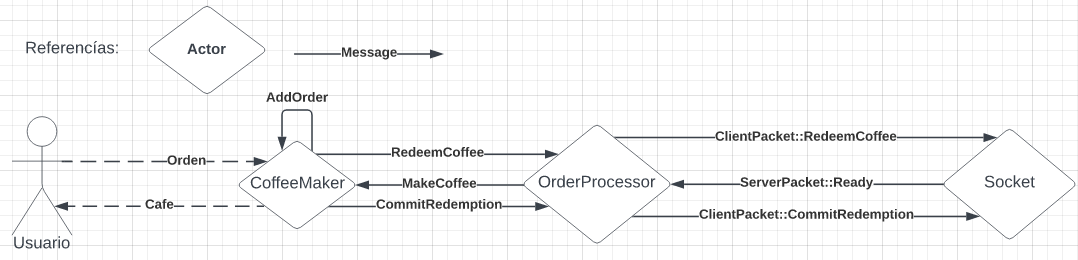 Referencías:
Actor
Message
AddOrder
Orden
Cafe
Usuario
CoffeeMaker
RedeemCoffee
MakeCoffee
CommitRedemption
OrderProcessor
ClientPacket::RedeemCoffee
ServerPacket::Ready
ClientPacket::CommitRedemption
Socket